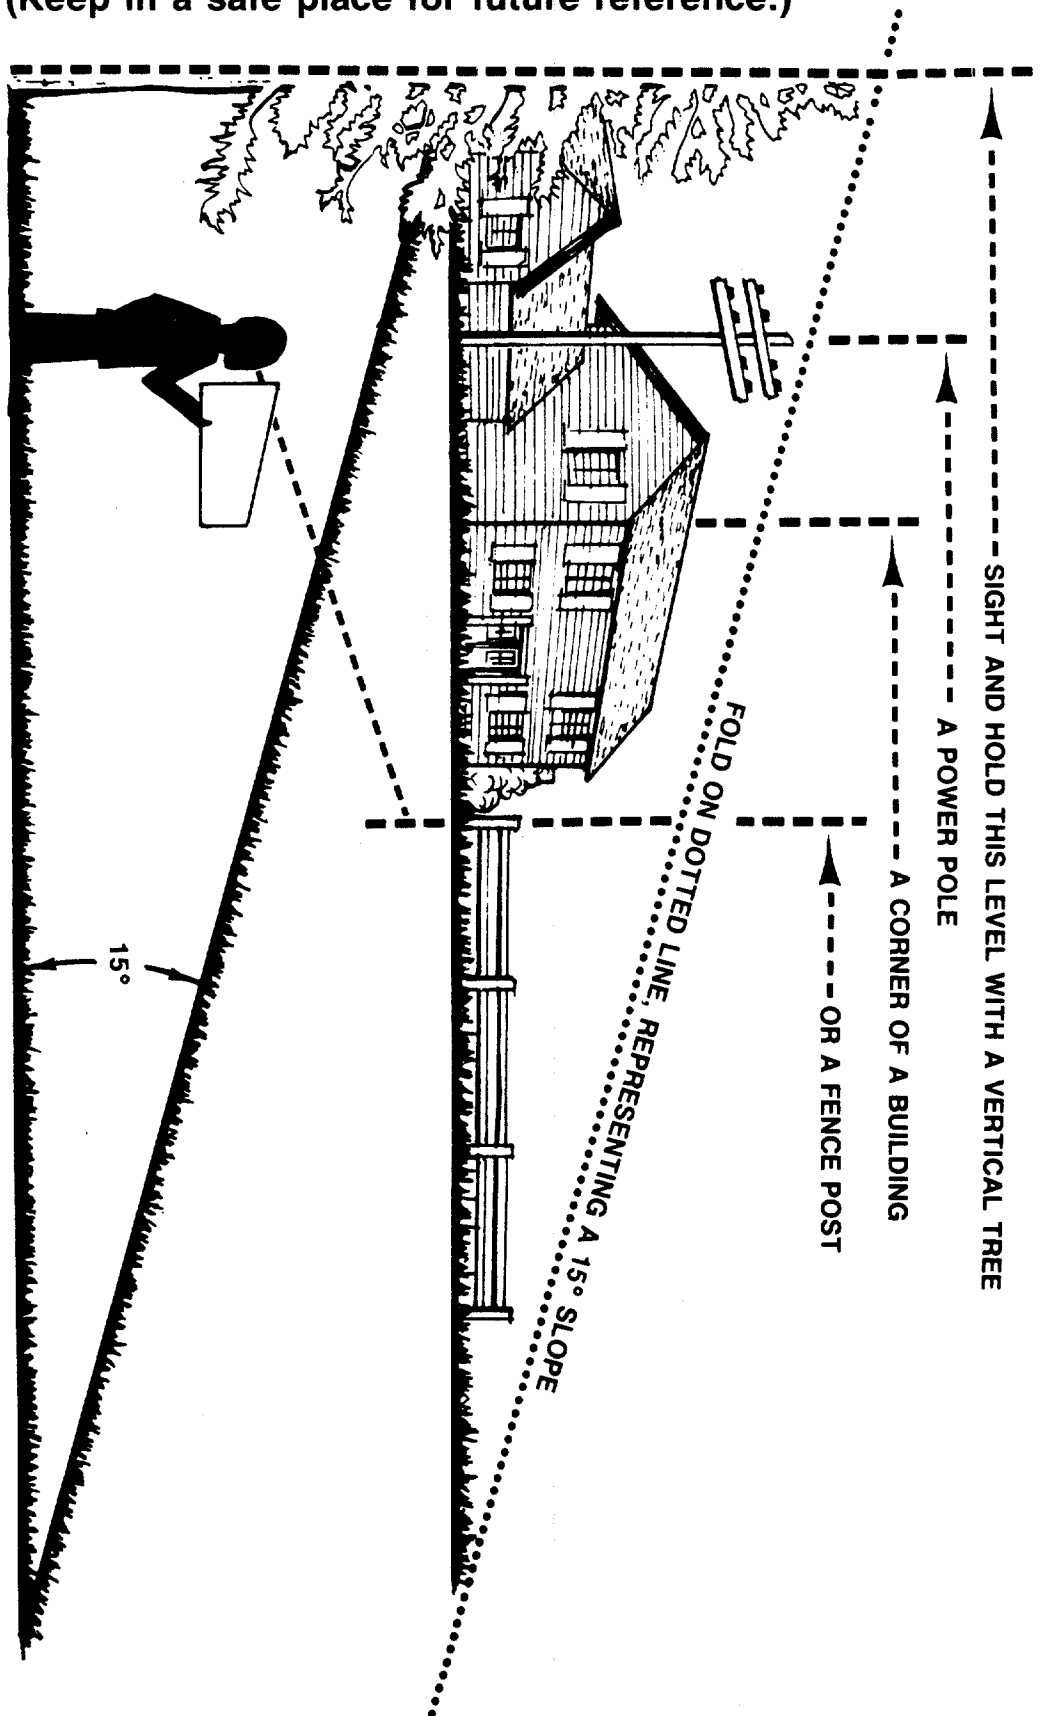 (Keep in a safe place for future reference.)
SIGHT AND HOLD THIS LEVEL WITH A VERTICAL TREE
A POWER POLE
A CORNER OF A BUILDING
OR A FENCE POST
FOLD ON DOTTED LINE, REPRESENTING A 15° SLOPE
15°